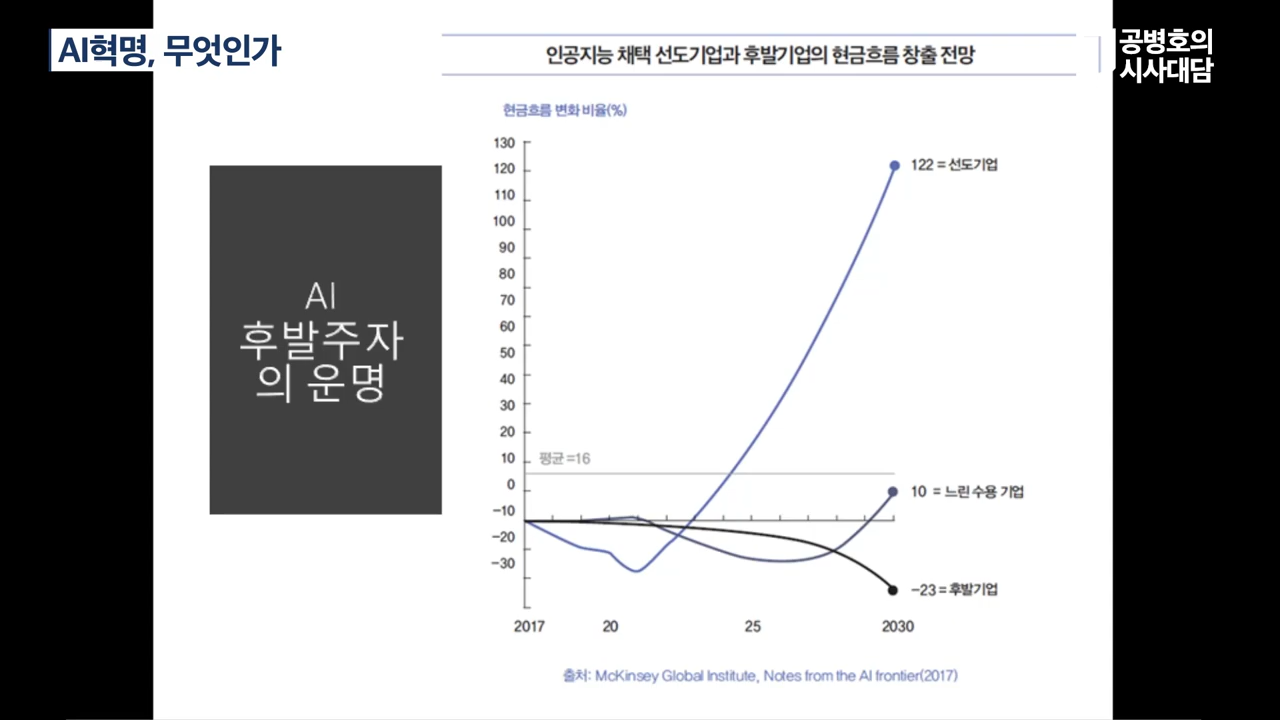 AI혁명, 무엇인가
공병호의
시사대담
인공지능 채택 선도기업과 후발기업의 현금흐름 창출 전망
현금흐름 변화 비율(%)
AI
후발주자
의 운명
130
120
110
100
90
80
70
60
50
40
30
20
10
0
-10
-20
-30
122 = 선도기업
평균 =16
10 = 느린 수용 기업
-23 = 후발기업
2017 20 25 2030
출처: McKinsey Global Institute, Notes from the AI frontier(2017)